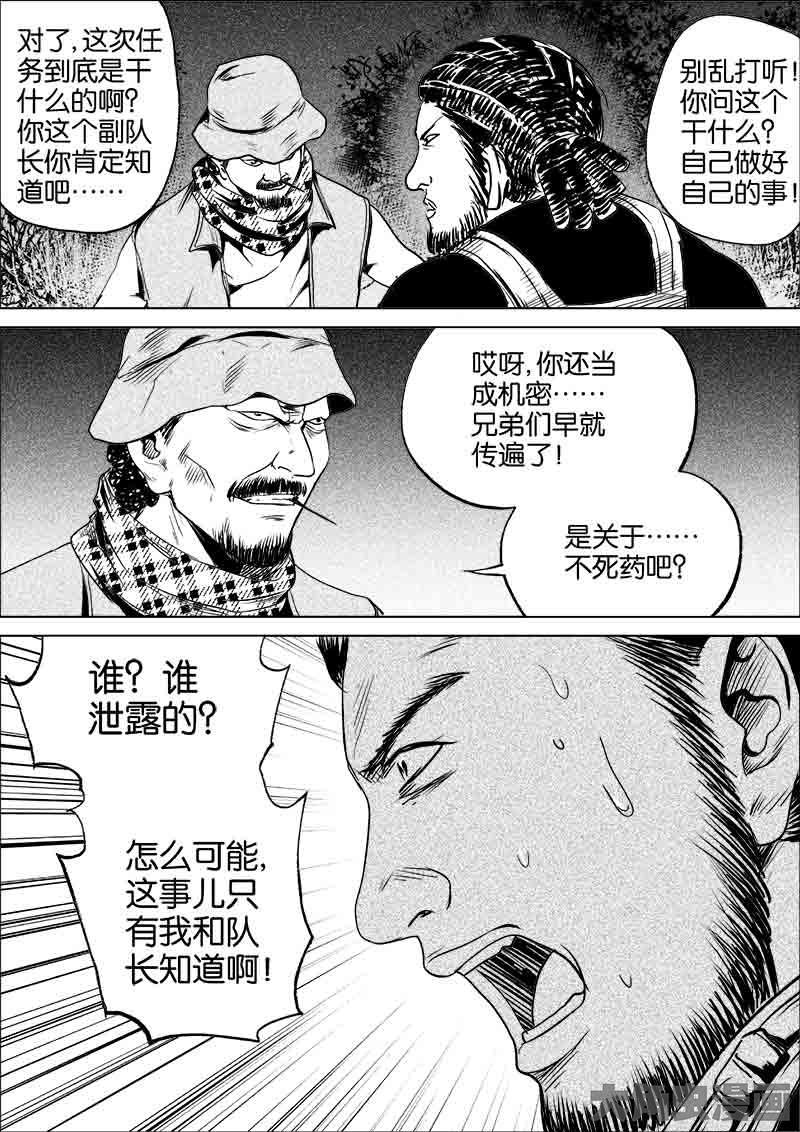 对了,这次任
务到底是干
什么的啊?
你这个副队
长你肯定知
道吧……
别乱打听!
你问这个
干什么?
自己做好
自己的事!
哎呀,你还当
成机密……
兄弟们早就
传遍了!
是关于……
不死药吧?
谁?谁
泄露的?
怎么可能,
这事儿只
有我和队
长知道啊!